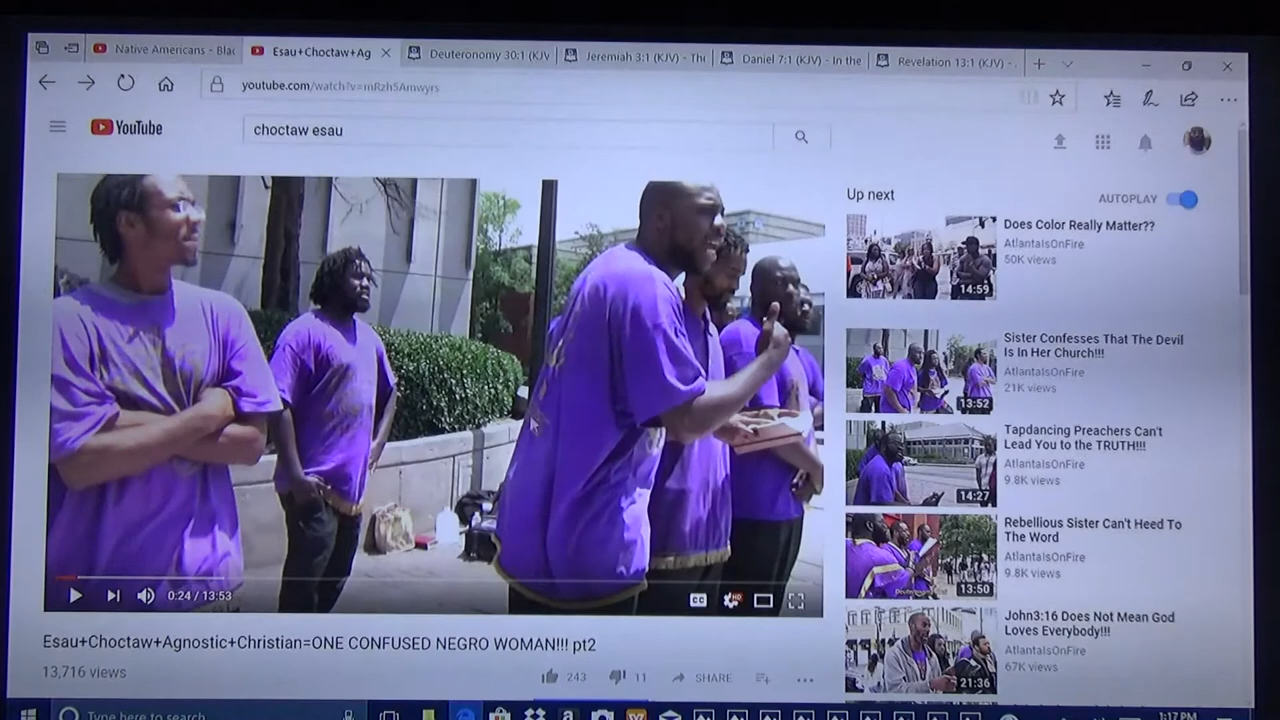 Native Americans - Blac
Esau+Choctaw+Ag
Deuteronomy 30:1 (KJV
Jeremiah 3:1 (KJV) - Th
Daniel 7:1 (KJV) - In the
Revelation 13:1 (KJV) -
youtube.com/watch?v=mRzh5Amwyrs
YouTube
choctaw esau
Up next
AUTOPLAY
Does Color Really Matter??
AtlantaIsOnFire
50K views
14:59
Sister Confesses That The Devil
Is In Her Church!!!
AtlantaIsOnFire
21K views
13:52
Tapdancing Preachers Can't
Lead You to the TRUTH!!!
AtlantaIsOnFire
9.8K views
14:27
Rebellious Sister Can't Heed To
The Word
AtlantaIsOnFire
9.8K views
13:50
John3:16 Does Not Mean God
Loves Everybody!!!
AtlantaIsOnFire
67K views
21:36
0:24 / 13:53
CC
HD
Esau+Choctaw+Agnostic+Christian=ONE CONFUSED NEGRO WOMAN!!! pt2
13,716 views
243
11
SHARE
Type here to search
1:17 PM